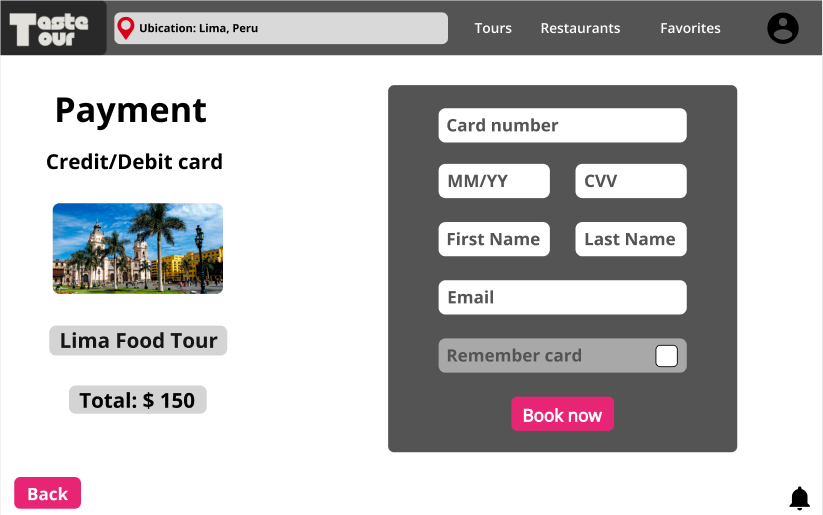 Taste
Tour
Ubication: Lima, Peru
Tours
Restaurants
Favorites
Payment
Credit/Debit card
Lima Food Tour
Total: $ 150
Card number
MM/YY
CVV
First Name
Last Name
Email
Remember card
Book now
Back